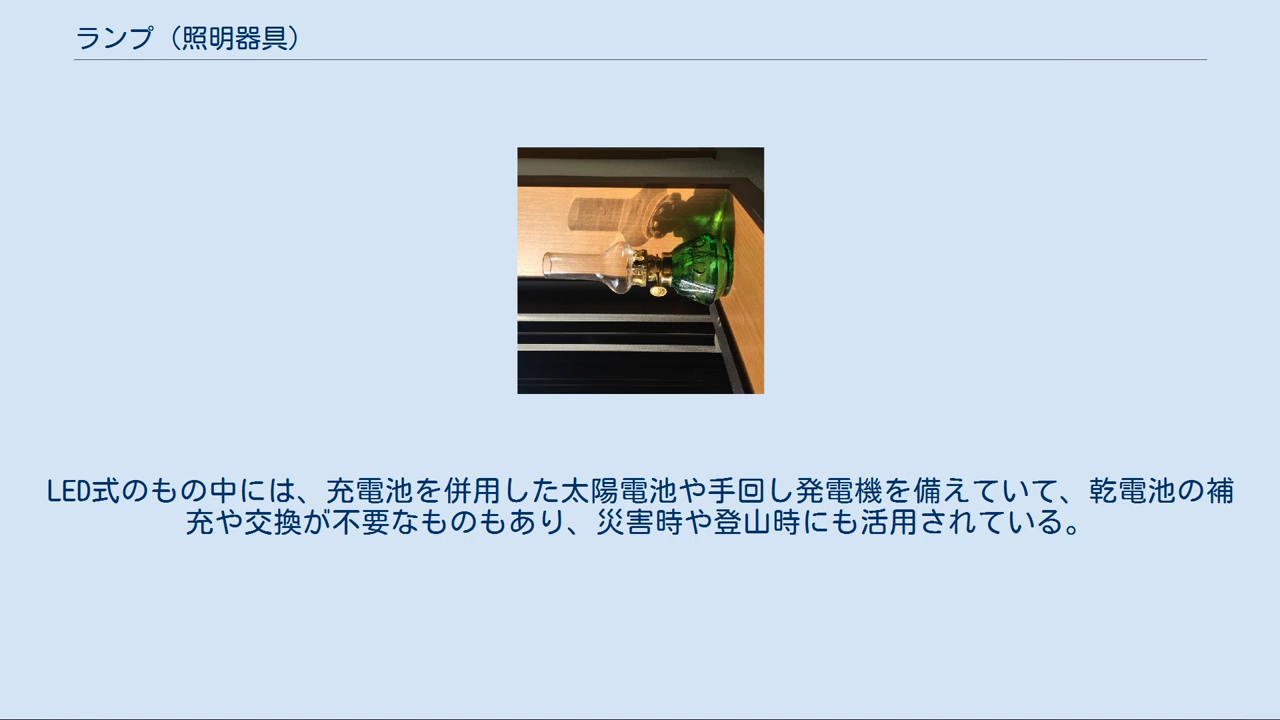 ランプ（照明器具）
LED式のもの中には、充電池を併用した太陽電池や手回し発電機を備えていて、乾電池の補
充や交換が不要なものもあり、災害時や登山時にも活用されている。